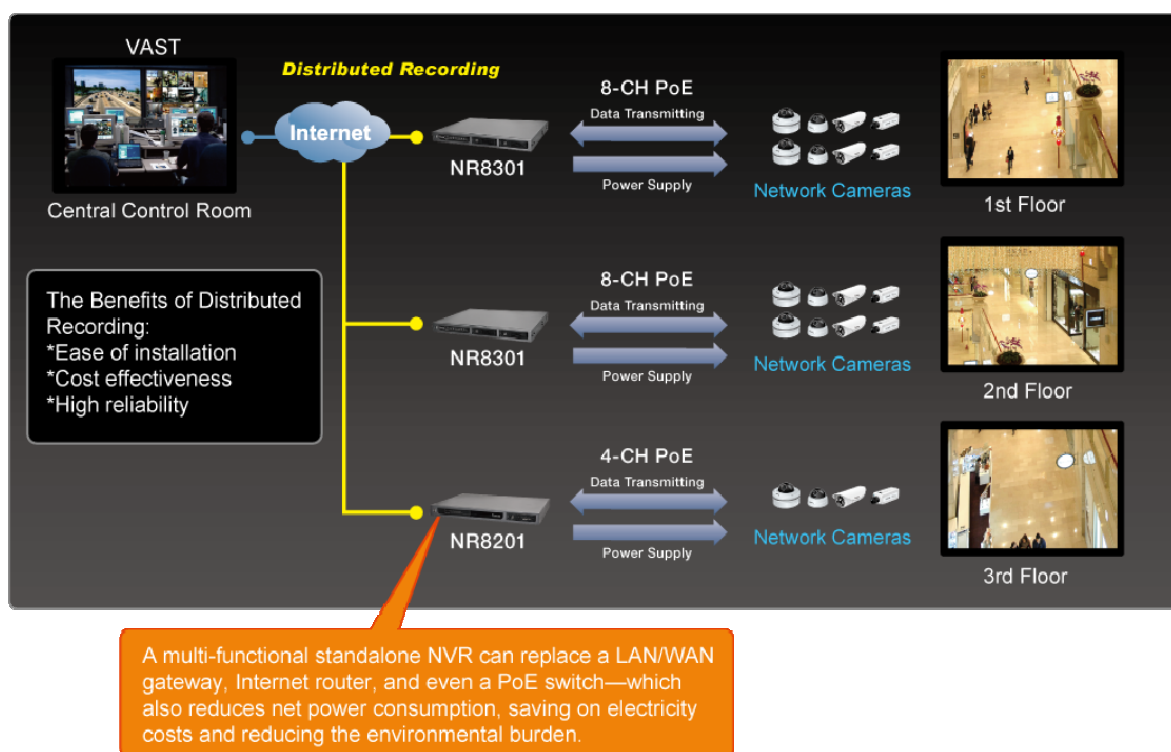 VAST
Central Control Room
Distributed Recording
Internet
8-CH PoE
Data Transmitting
NR8301
Power Supply
Network Cameras
1st Floor
The Benefits of Distributed
Recording:
*Ease of installation
*Cost effectiveness
*High reliability
8-CH PoE
Data Transmitting
NR8301
Power Supply
Network Cameras
2nd Floor
4-CH PoE
Data Transmitting
NR8201
Power Supply
Network Cameras
3rd Floor
A multi-functional standalone NVR can replace a LAN/WAN
gateway, Internet router, and even a PoE switch—which
also reduces net power consumption, saving on electricity
costs and reducing the environmental burden.